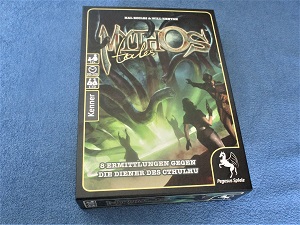 MYTHOS
Tales
Kenner
8 ERMITTLUNGEN GEGEN
DIE DIENER DES CTHULHU
Pegasus Spiele